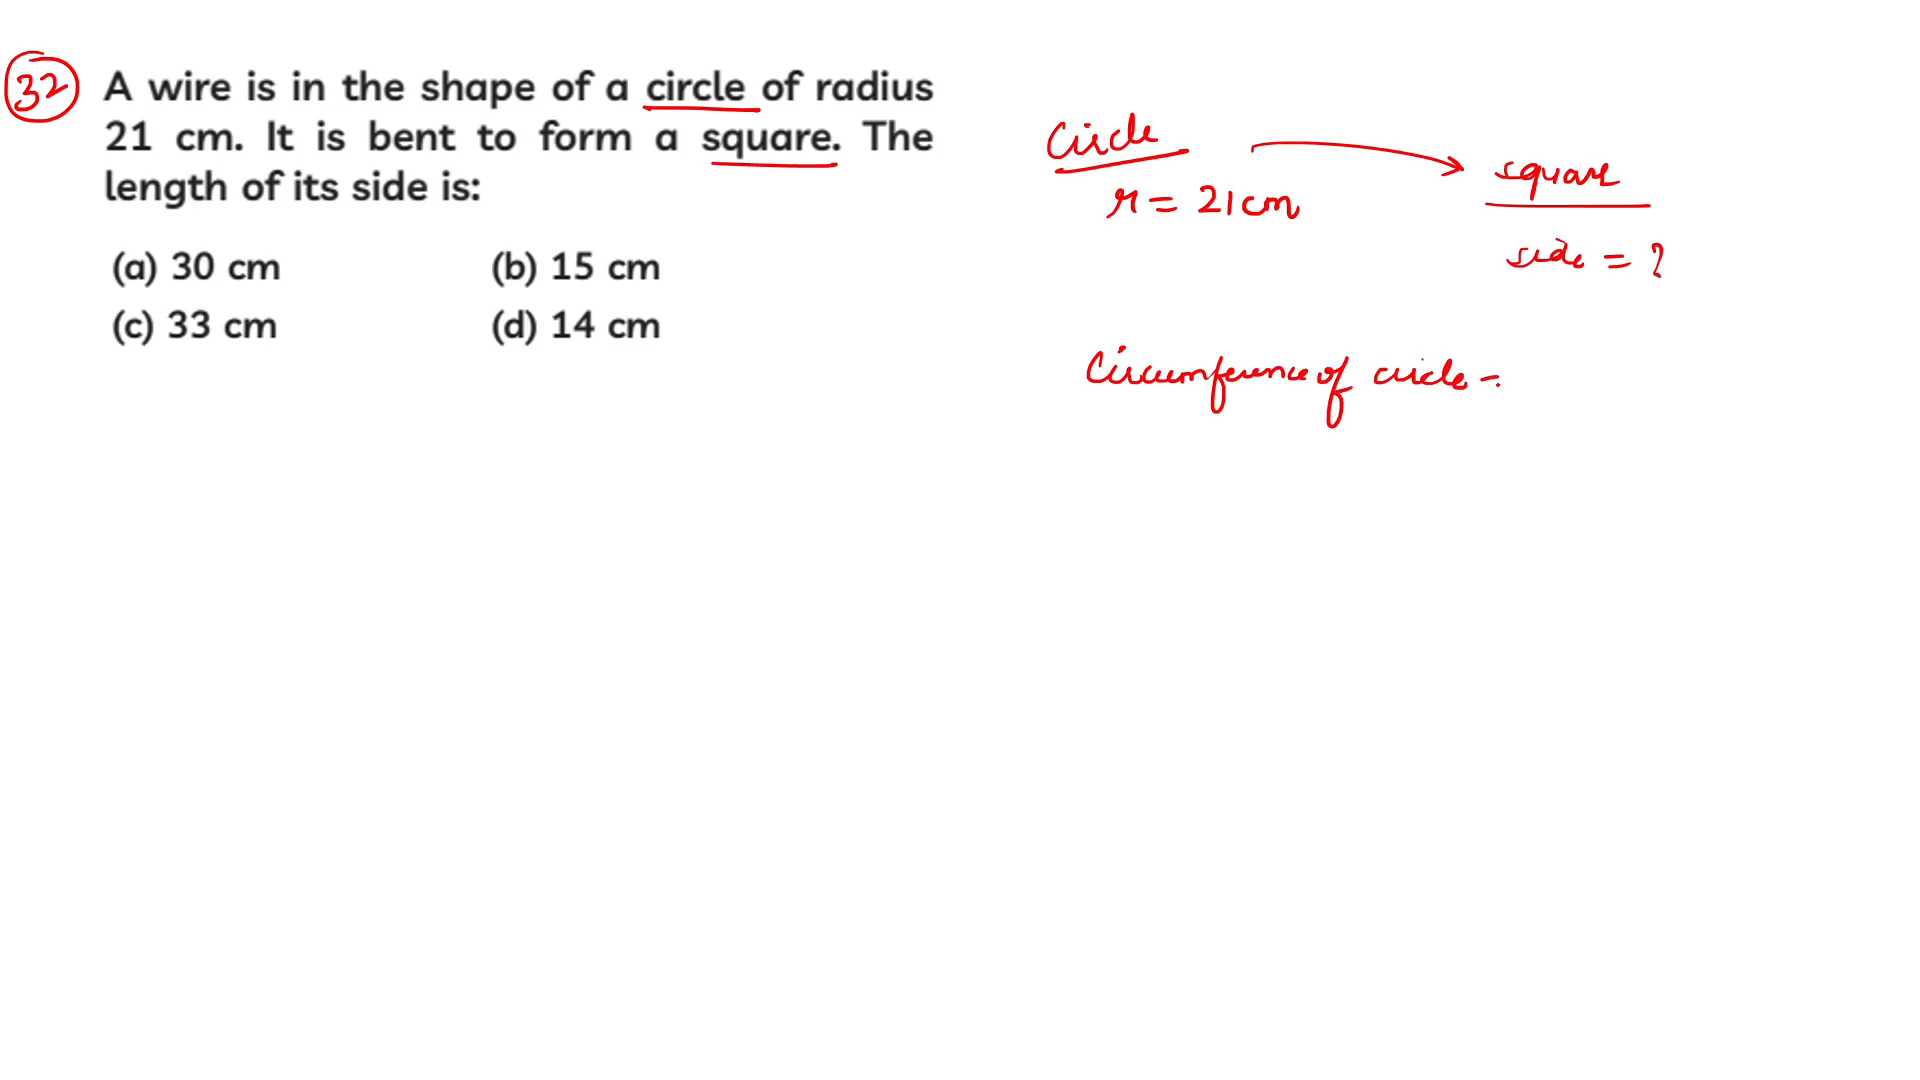 32
A wire is in the shape of a circle of radius
21 cm. It is bent to form a square. The
length of its side is:
(a) 30 cm (b) 15 cm
(c) 33 cm (d) 14 cm
Circle
r = 21cm
square
side = ?
Circumference of circle =